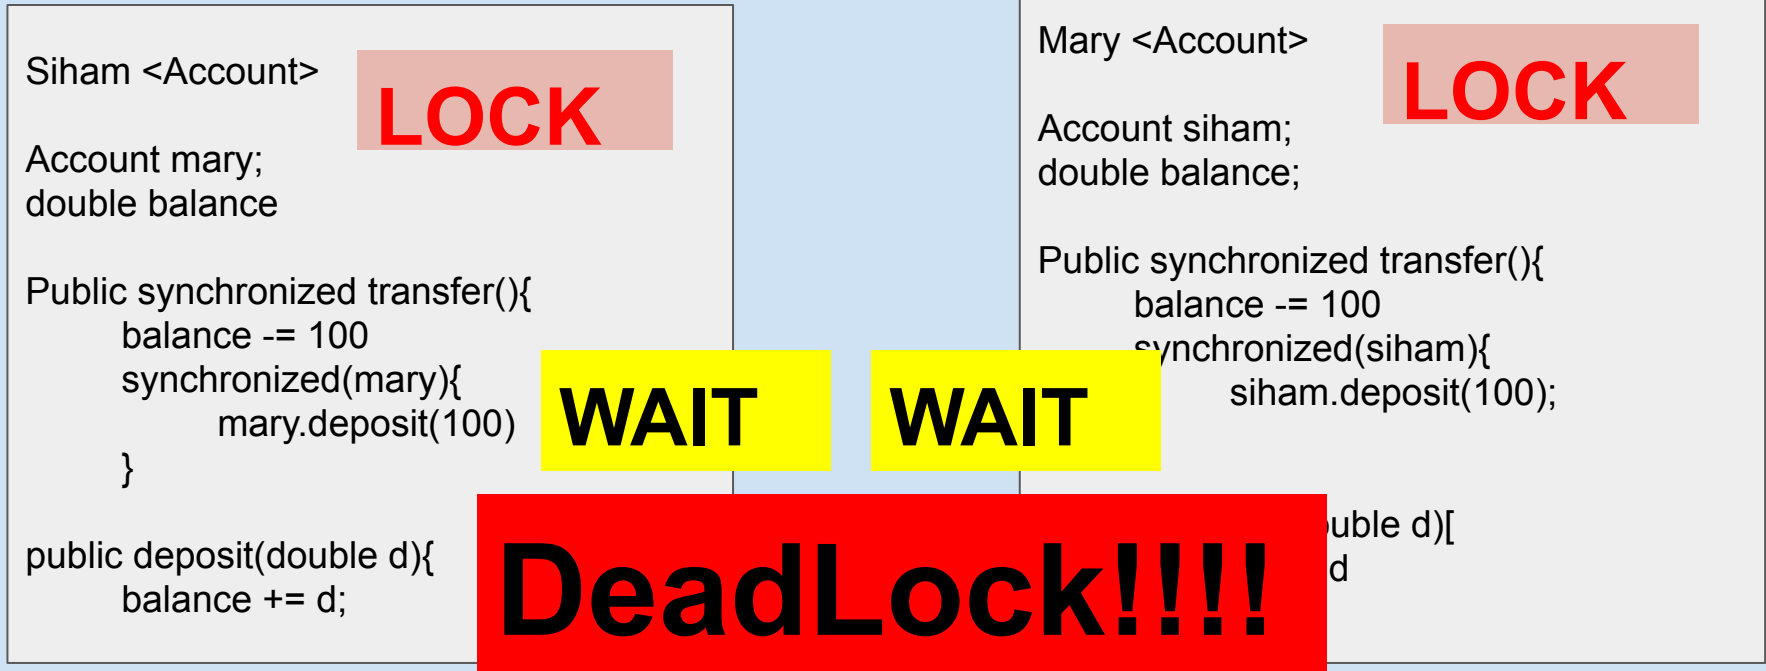 Siham <Account>
LOCK
Account mary;
double balance
Public synchronized transfer(){
balance -= 100
synchronized(mary){
mary.deposit(100)
}
public deposit(double d){
balance += d;
WAIT
WAIT
DeadLock!!!!
Mary <Account>
LOCK
Account siham;
double balance;
Public synchronized transfer(){
balance -= 100
synchronized(siham){
siham.deposit(100);
d)[
d